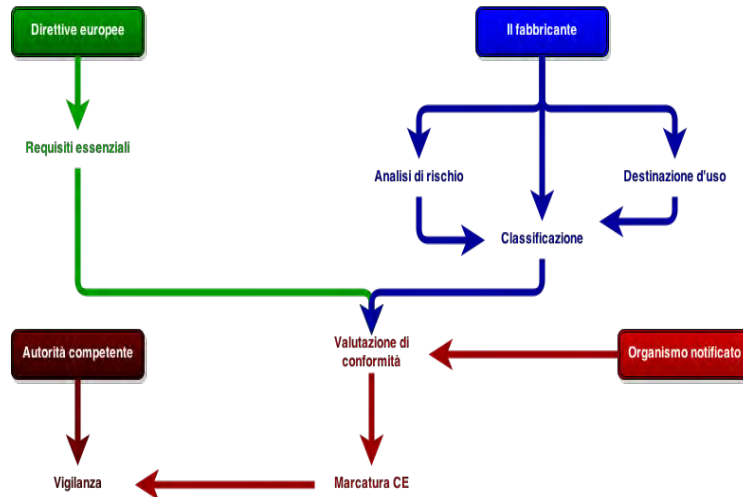 Direttive europee
Il fabbricante
Requisiti essenziali
Analisi di rischio
Destinazione d'uso
Classificazione
Valutazione di
conformità
Autorità competente
Organismo notificato
Vigilanza
Marcatura CE